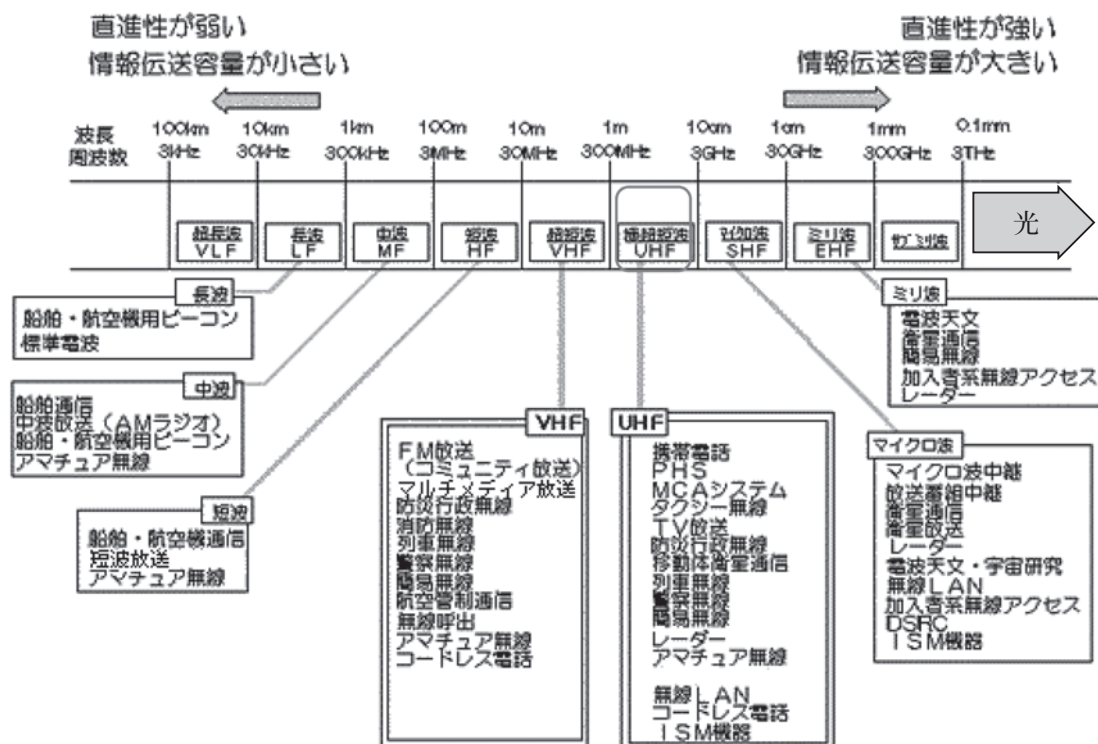 直進性が弱い
情報伝送容量が小さい
直進性が強い
情報伝送容量が大きい
波長 100km 10km 1km 100m 10m 1m 10cm 1cm 1mm 0.1mm
周波数 3kHz 30kHz 300kHz 3MHz 30MHz 300MHz 3GHz 30GHz 300GHz 3THz
超長波
VLF
長波
LF
中波
MF
短波
HF
超短波
VHF
極超短波
UHF
マイクロ波
SHF
ミリ波
EHF
サブミリ波
光
長波
船舶・航空機用ビーコン
標準電波
中波
船舶通信
中波放送(AMラジオ)
船舶・航空機用ビーコン
アマチュア無線
短波
船舶・航空機通信
短波放送
アマチュア無線
VHF
FM放送
(コミュニティ放送)
マルチメディア放送
防災行政無線
消防無線
列車無線
警察無線
簡易無線
航空管制通信
無線呼出
アマチュア無線
コードレス電話
UHF
携帯電話
PHS
MCAシステム
タクシー無線
TV放送
防災行政無線
移動体衛星通信
列車無線
警察無線
簡易無線
レーダー
アマチュア無線
無線LAN
コードレス電話
ISM機器
ミリ波
電波天文
衛星通信
簡易無線
加入者系無線アクセス
レーダー
マイクロ波
マイクロ波中継
放送番組中継
衛星通信
衛星放送
レーダー
電波天文・宇宙研究
無線LAN
加入者系無線アクセス
DSRC
ISM機器